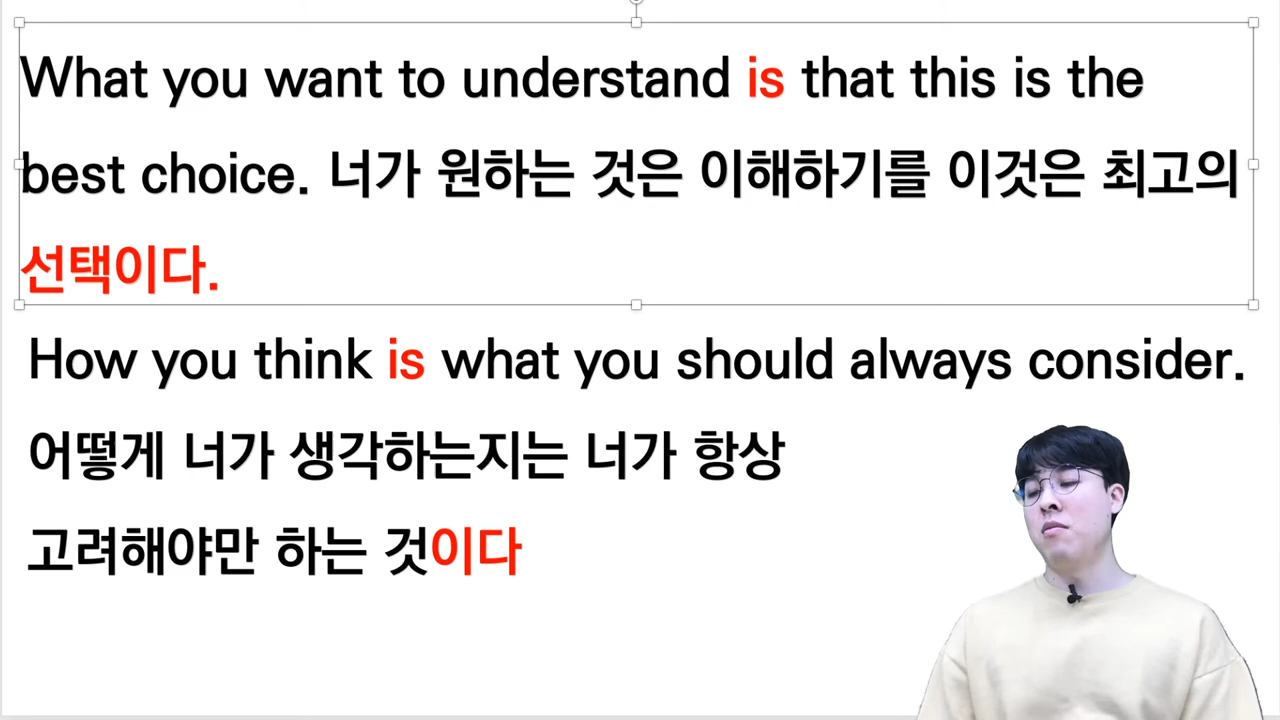 What you want to understand is that this is the
best choice. 너가 원하는 것은 이해하기를 이것은 최고의
선택이다.
How you think is what you should always consider.
어떻게 너가 생각하는지는 너가 항상
고려해야만 하는 것이다